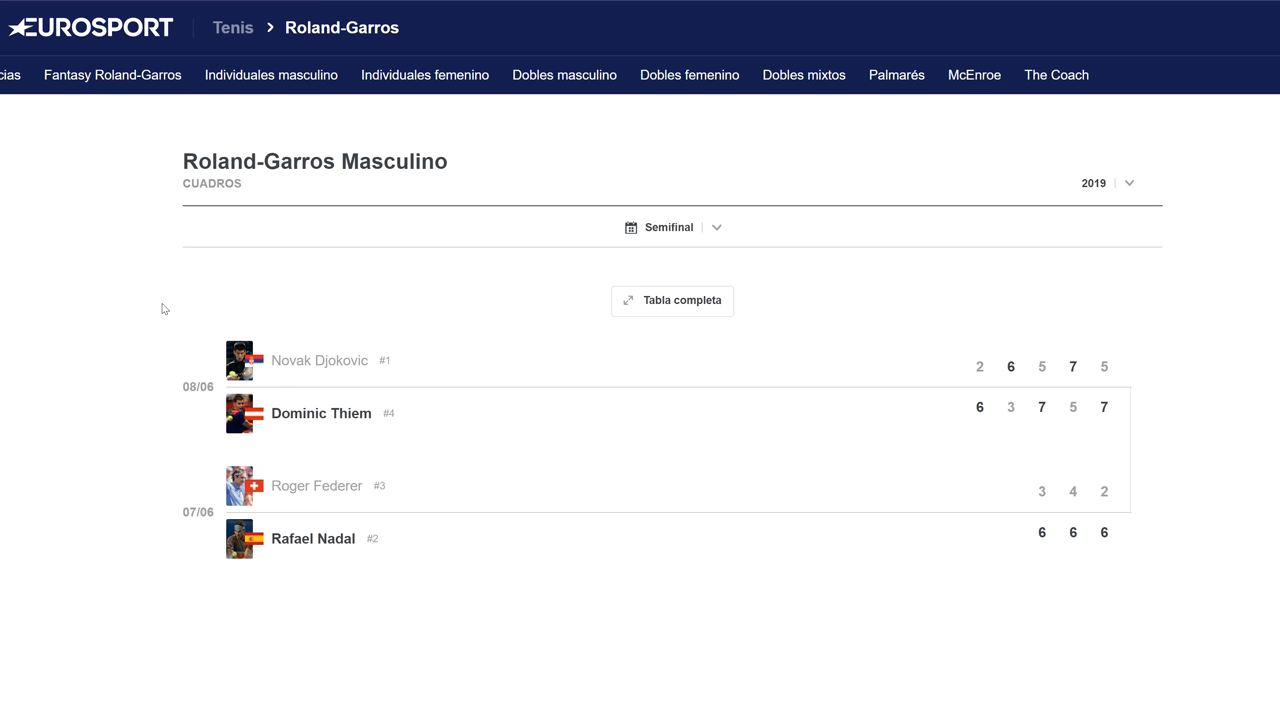 EUROSPORT Tenis > Roland-Garros
cias Fantasy Roland-Garros Individuales masculino Individuales femenino Dobles masculino Dobles femenino Dobles mixtos Palmarés McEnroe The Coach
Roland-Garros Masculino
CUADROS 2019
Semifinal
Tabla completa
Novak Djokovic #1 2 6 5 7 5
08/06
Dominic Thiem #4 6 3 7 5 7
Roger Federer #3 3 4 2
07/06
Rafael Nadal #2 6 6 6